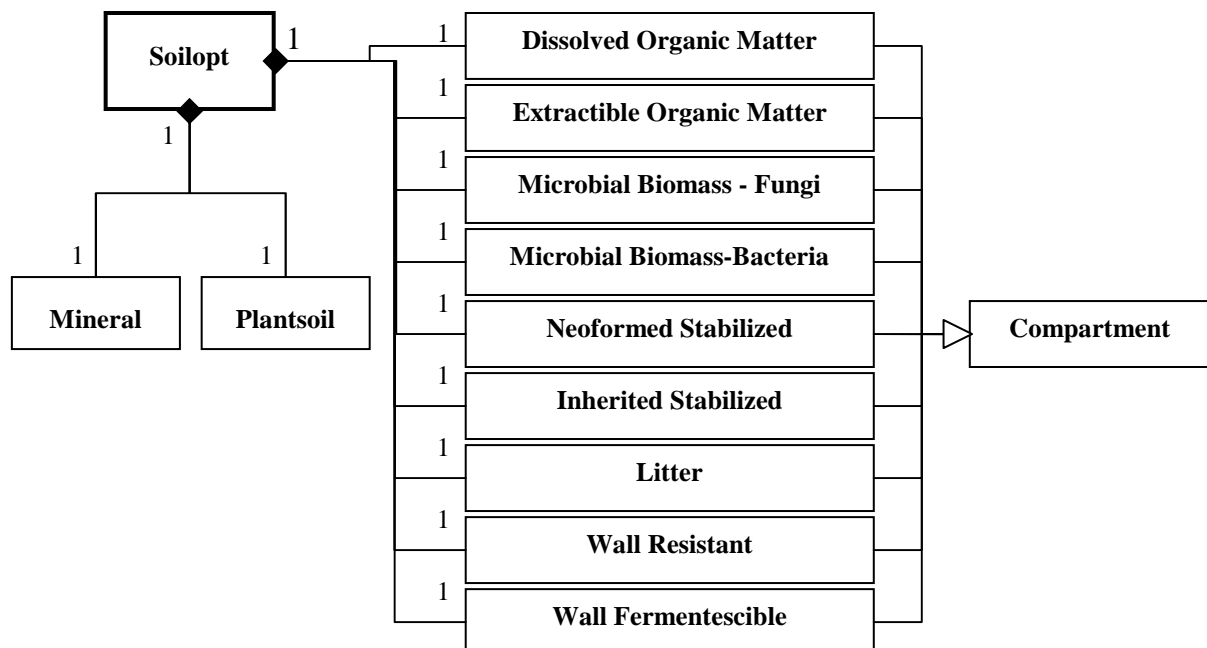 Soilopt
1
1
Mineral
1
Plantsoil
1
1
Dissolved Organic Matter
1
Extractible Organic Matter
1
Microbial Biomass - Fungi
1
Microbial Biomass-Bacteria
1
Neoformed Stabilized
1
Inherited Stabilized
1
Litter
1
Wall Resistant
1
Wall Fermentescible
Compartment